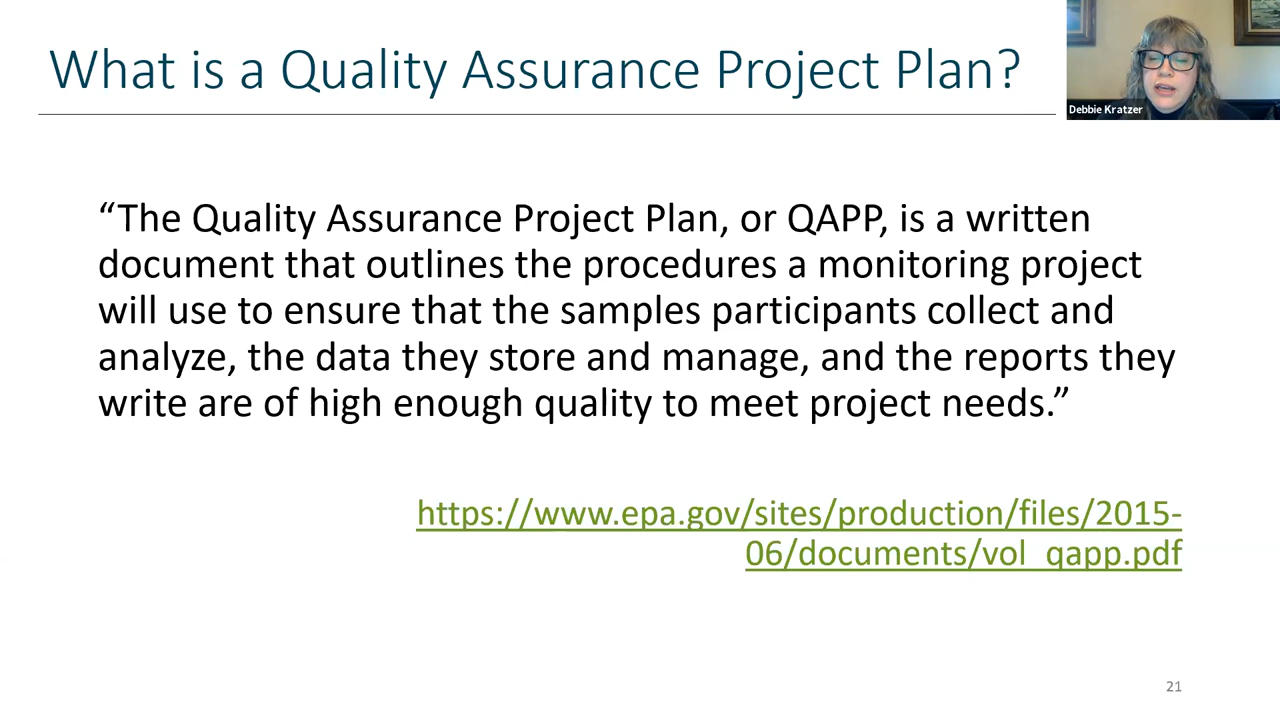 What is a Quality Assurance Project Plan?
Debbie Kratzer
“The Quality Assurance Project Plan, or QAPP, is a written
document that outlines the procedures a monitoring project
will use to ensure that the samples participants collect and
analyze, the data they store and manage, and the reports they
write are of high enough quality to meet project needs.”
https://www.epa.gov/sites/production/files/2015-
06/documents/vol_qapp.pdf
21